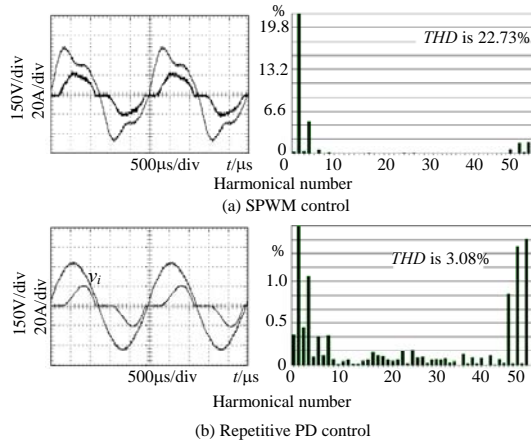 %
19.8
THD is 22.73%
13.2
6.6
0
150V/div
20A/div
500μs/div t/μs
0 10 20 30 40 50
Harmonical number
(a) SPWM control
%
THD is 3.08%
1.0
0.5
0
v_i
150V/div
20A/div
500μs/div t/μs
0 10 20 30 40 50
Harmonical number
(b) Repetitive PD control